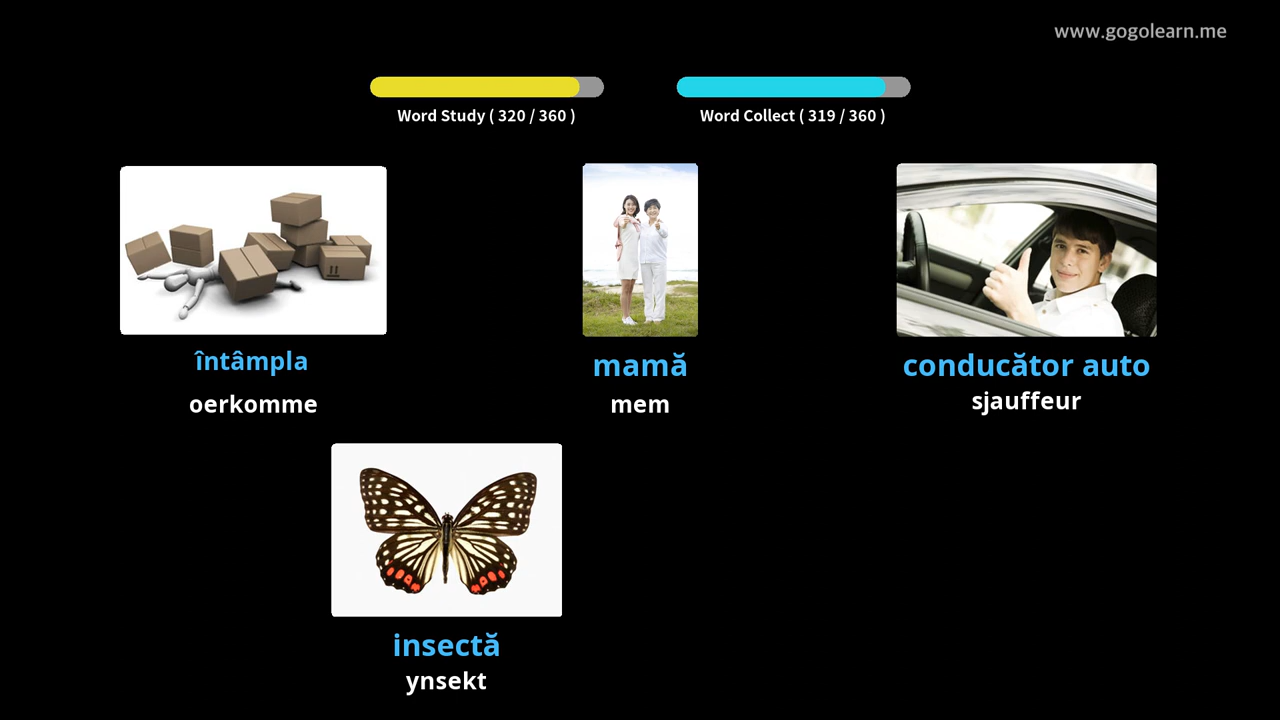 www.gogolearn.me
Word Study ( 320 / 360 )
Word Collect ( 319 / 360 )
întâmpla
oerkomme
mamă
mem
conducător auto
sjauffeur
insectă
ynsekt